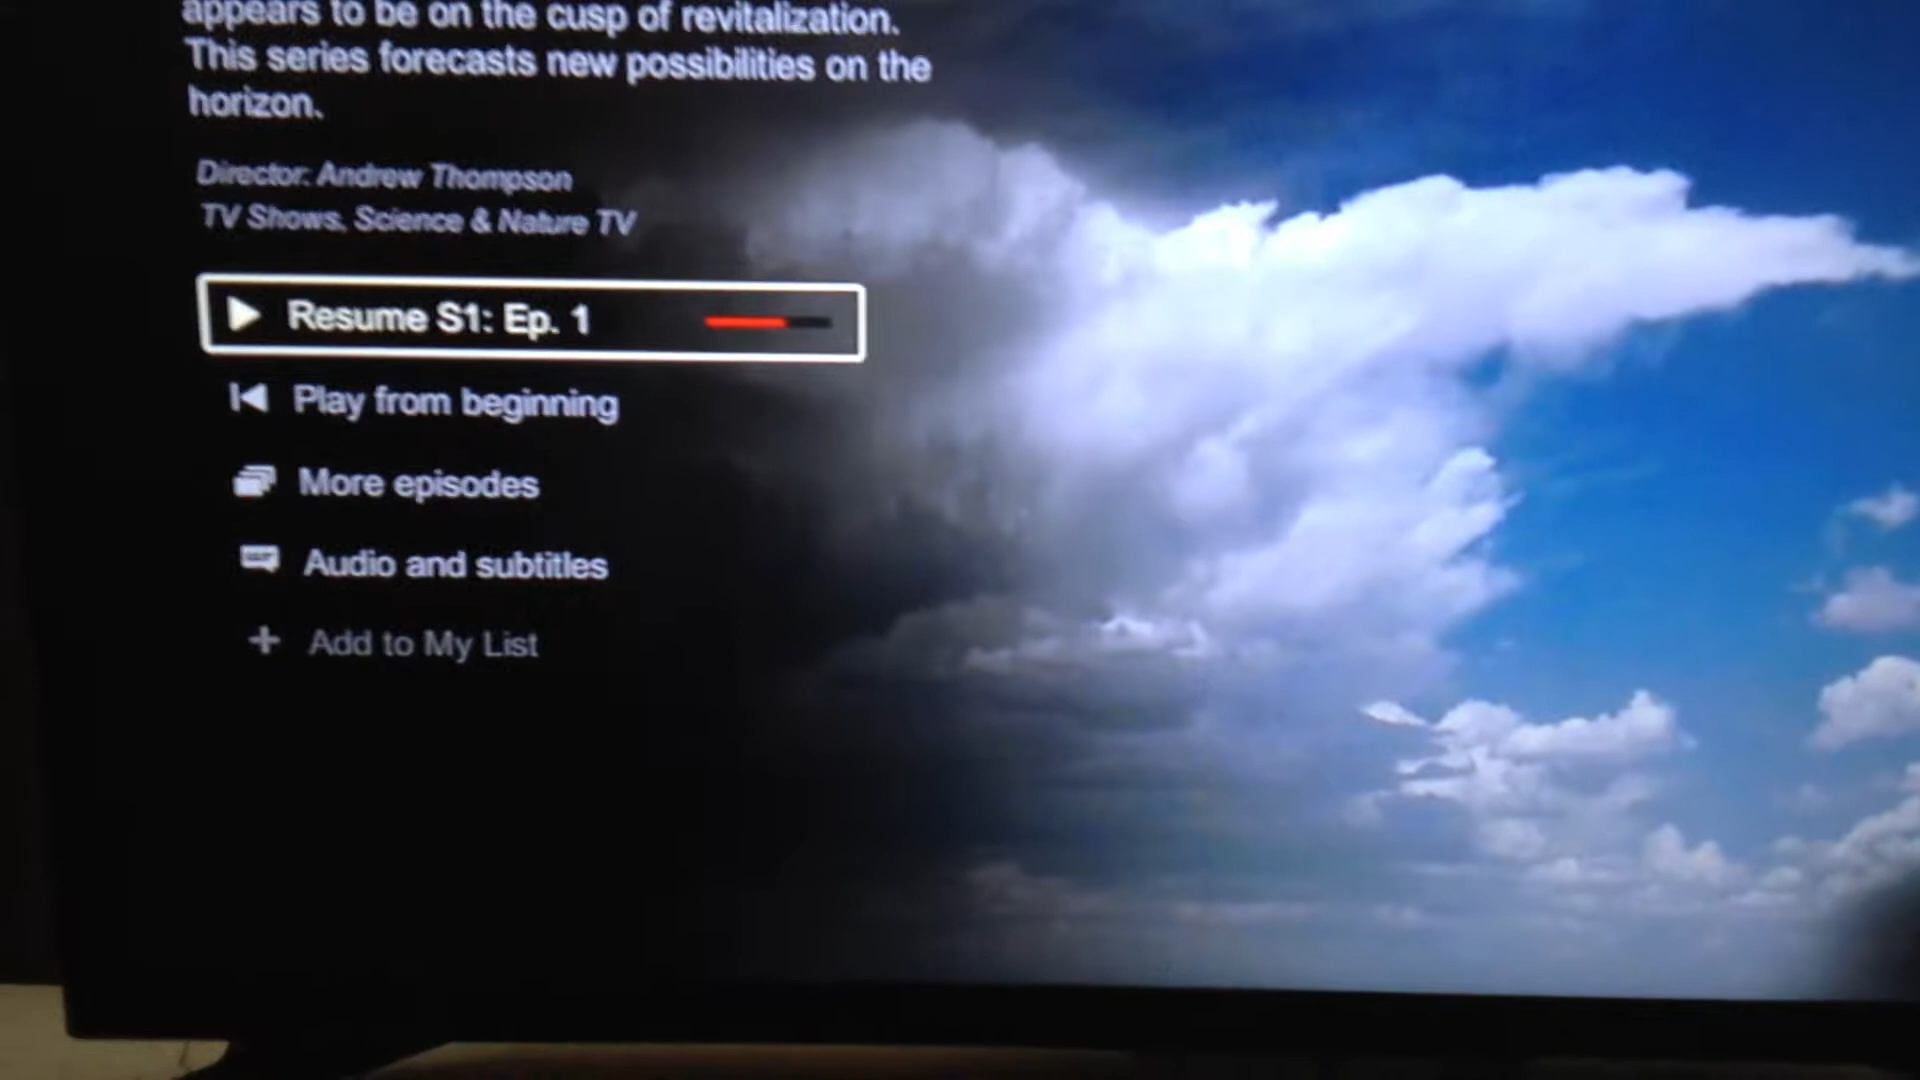 appears to be on the cusp of revitalization.
This series forecasts new possibilities on the
horizon.
Director: Andrew Thompson
TV Shows, Science & Nature TV
Resume S1: Ep. 1
Play from beginning
More episodes
Audio and subtitles
Add to My List